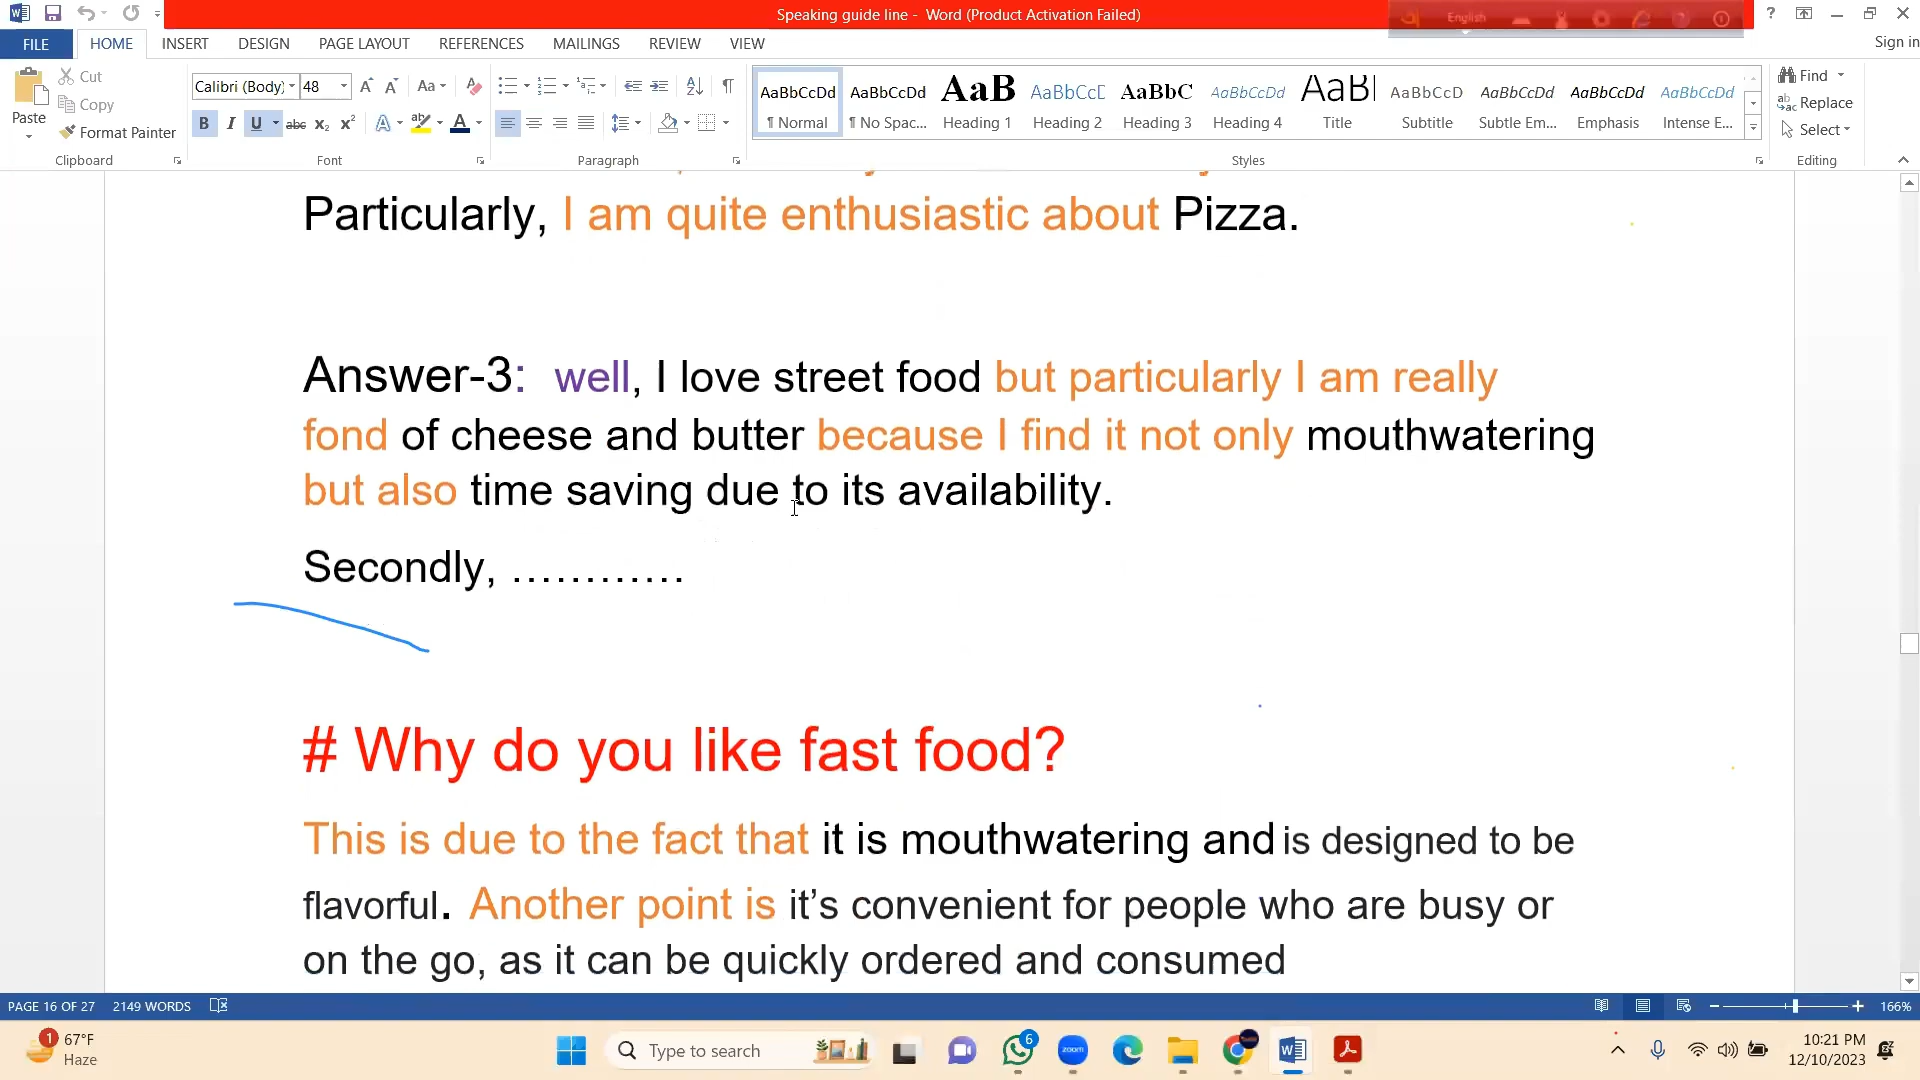 Speaking guide line - Word (Product Activation Failed)
English
FILE HOME INSERT DESIGN PAGE LAYOUT REFERENCES MAILINGS REVIEW VIEW Sign in
Paste Cut Copy Format Painter
Calibri (Body) 48
AaBbCcDd AaBbCcDd AaB AaBbCcE AaBbC AaBbCcDd AaBl AaBbCcD AaBbCcDd AaBbCcDd AaBbCcDd
¶ Normal ¶ No Spac... Heading 1 Heading 2 Heading 3 Heading 4 Title Subtitle Subtle Em... Emphasis Intense E...
Find Replace Select
Clipboard Font Paragraph Styles Editing
Particularly, I am quite enthusiastic about Pizza.
Answer-3: well, I love street food but particularly I am really
fond of cheese and butter because I find it not only mouthwatering
but also time saving due to its availability.
Secondly, ............
# Why do you like fast food?
This is due to the fact that it is mouthwatering and is designed to be
flavorful. Another point is it’s convenient for people who are busy or
on the go, as it can be quickly ordered and consumed
PAGE 16 OF 27 2149 WORDS 166%
1 67°F
Haze
Type to search
6
zoom
10:21 PM
12/10/2023